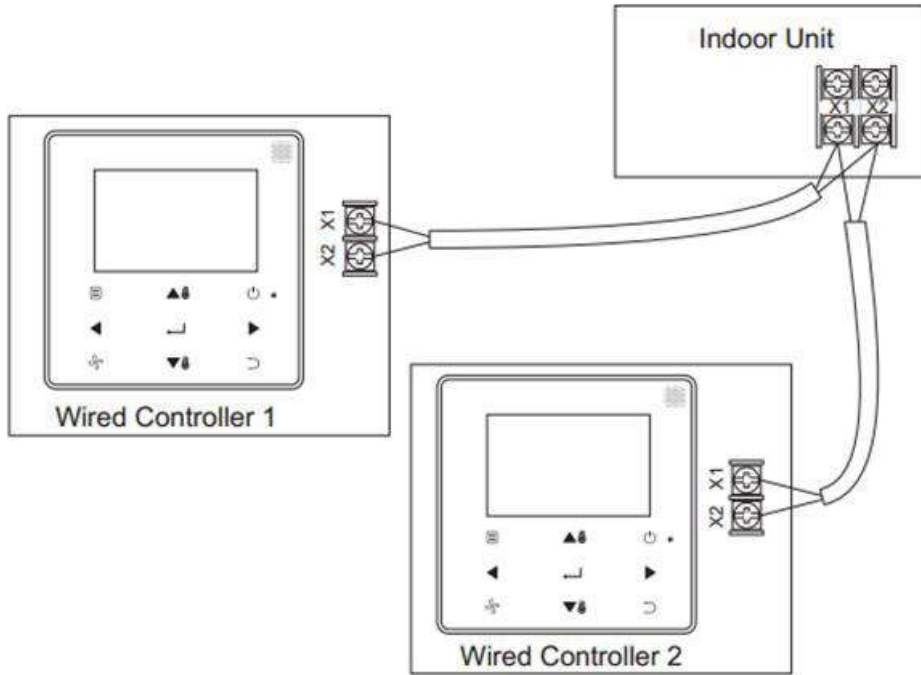 Indoor Unit
X1 X2
X1
X2
Wired Controller 1
X1
X2
Wired Controller 2